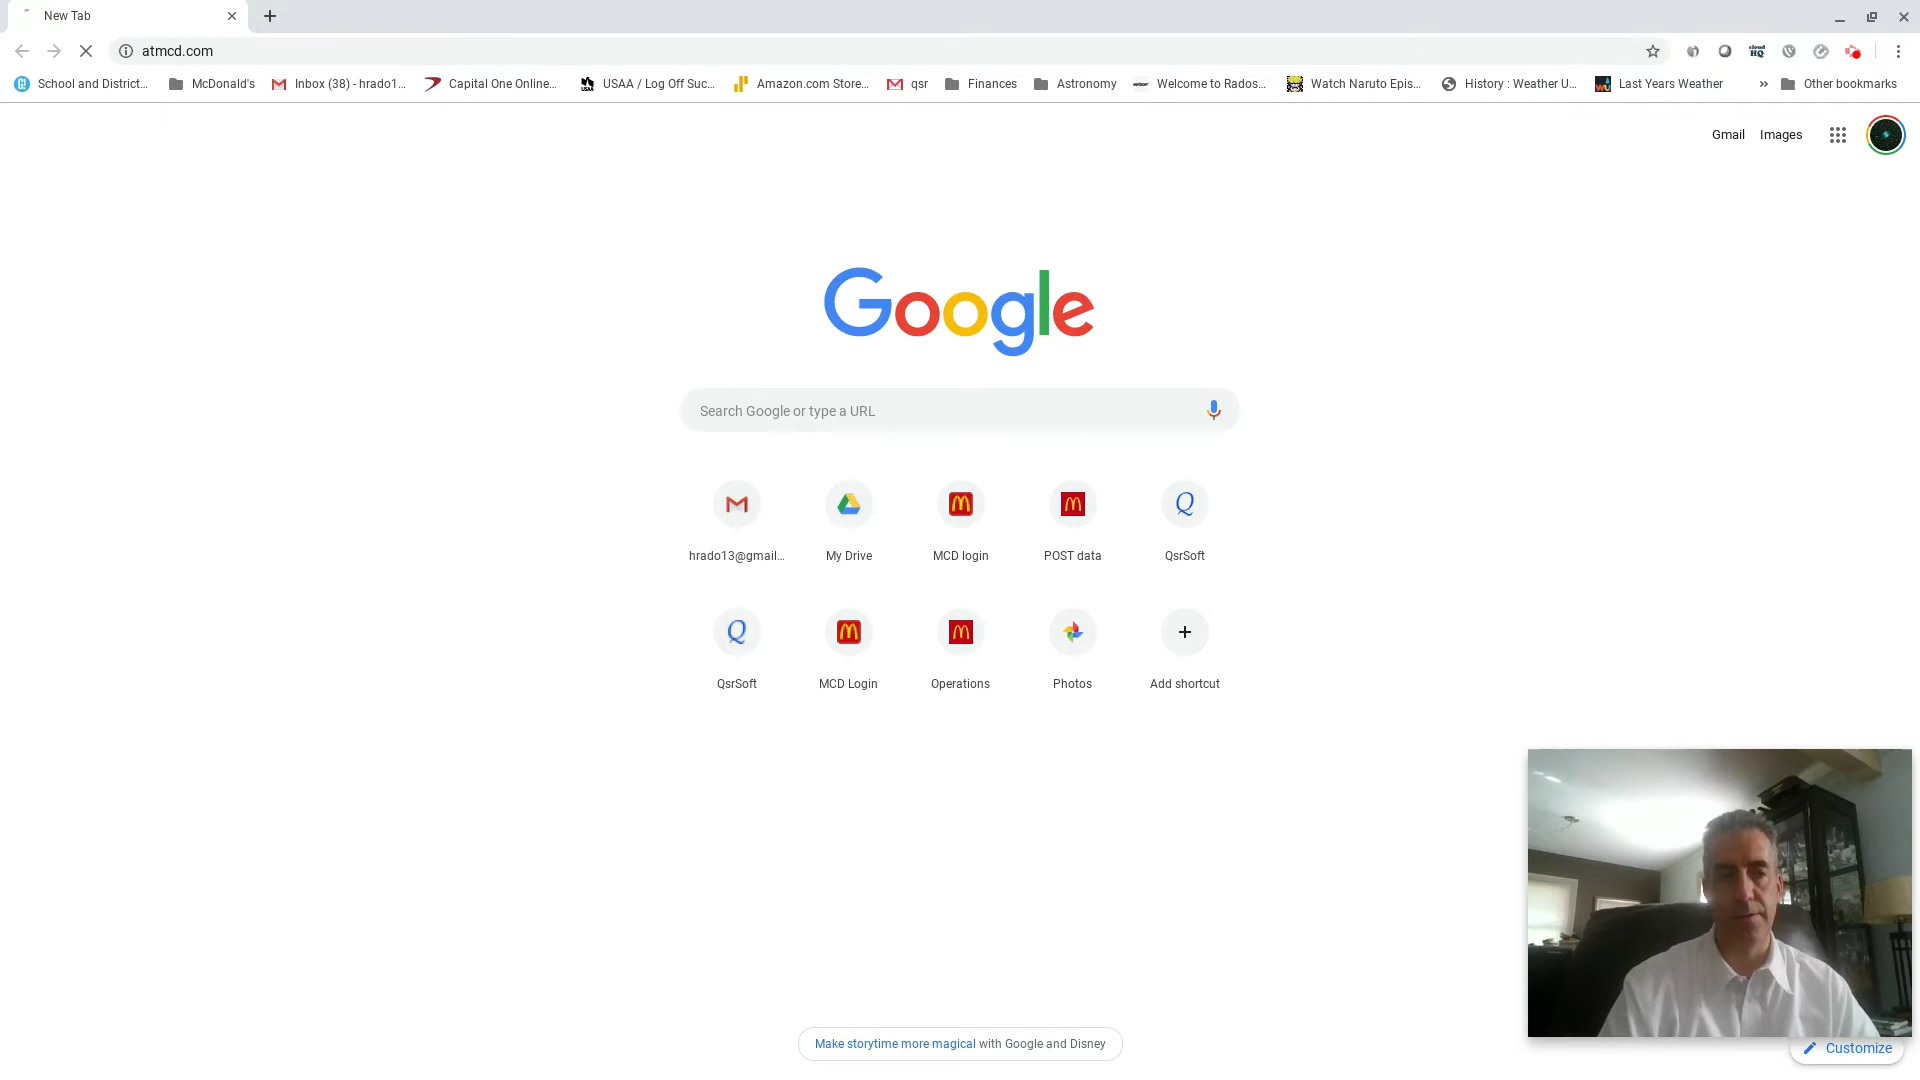 New Tab
atmcd.com
School and District...
McDonald's
Inbox (38) - hrado1...
Capital One Online...
USAA / Log Off Suc...
Amazon.com Store...
qsr
Finances
Astronomy
Welcome to Rados...
Watch Naruto Epis...
History : Weather U...
Last Years Weather
»
Other bookmarks
Gmail
Images
Google
Search Google or type a URL
hrado13@gmail...
My Drive
MCD login
POST data
QsrSoft
QsrSoft
MCD Login
Operations
Photos
Add shortcut
Make storytime more magical with Google and Disney
Customize